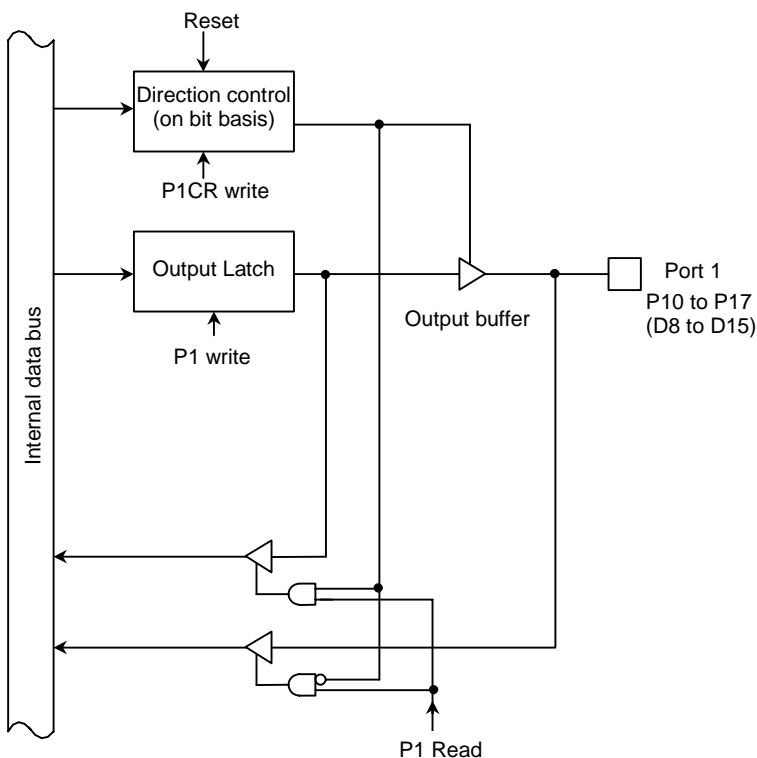 Reset
Direction control
(on bit basis)
P1CR write
Output Latch
P1 write
Output buffer
Port 1
P10 to P17
(D8 to D15)
Internal data bus
P1 Read